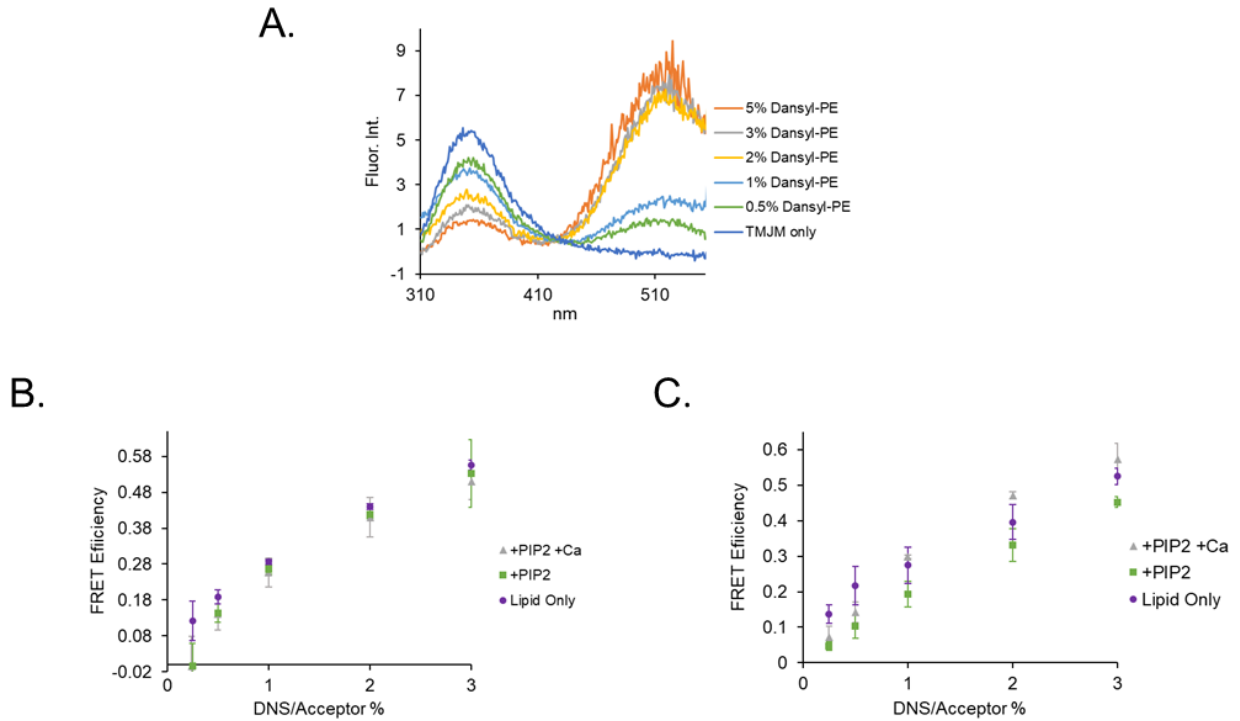 A.
9
7
5
3
1
-1
Fluor. Int.
310
410
510
nm
5% Dansyl-PE
3% Dansyl-PE
2% Dansyl-PE
1% Dansyl-PE
0.5% Dansyl-PE
TMJM only
B.
0.58
0.48
0.38
0.28
0.18
0.08
-0.02
FRET Efiiciency
0
1
2
3
DNS/Acceptor %
+PIP2 +Ca
+PIP2
Lipid Only
C.
0.6
0.5
0.4
0.3
0.2
0.1
0
FRET Efiiciency
0
1
2
3
DNS/Acceptor %
+PIP2 +Ca
+PIP2
Lipid Only